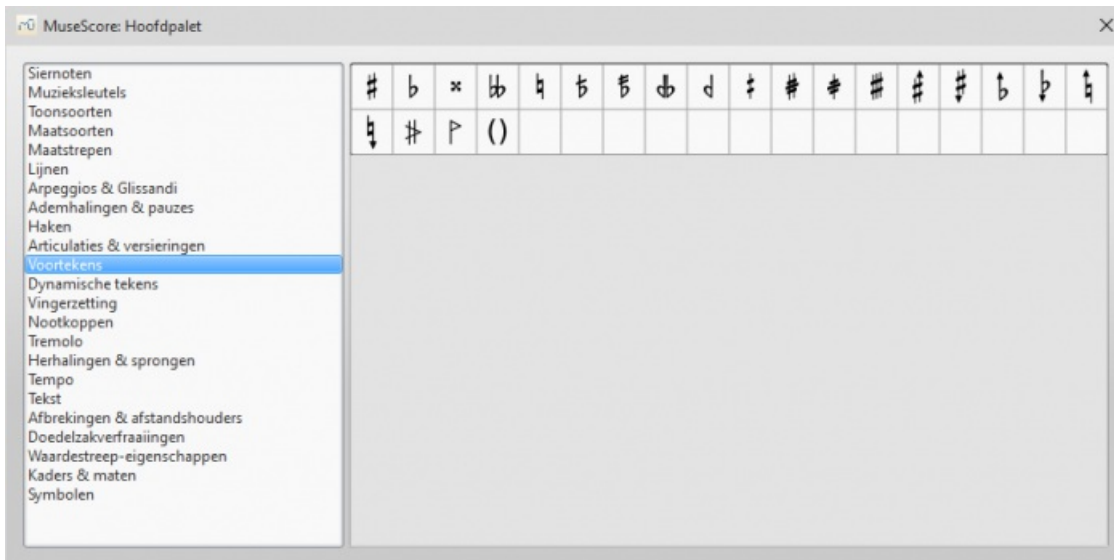 MuseScore: Hoofdpalet
Siernoten
Muzieksleutels
Toonsoorten
Maatsoorten
Maatstrepen
Lijnen
Arpeggios & Glissandi
Ademhalingen & pauzes
Haken
Articulaties & versieringen
Voortekens
Dynamische tekens
Vingerzetting
Nootkoppen
Tremolo
Herhalingen & sprongen
Tempo
Tekst
Afbrekingen & afstandshouders
Doedelzakverfraaiingen
Waardestreep-eigenschappen
Kaders & maten
Symbolen